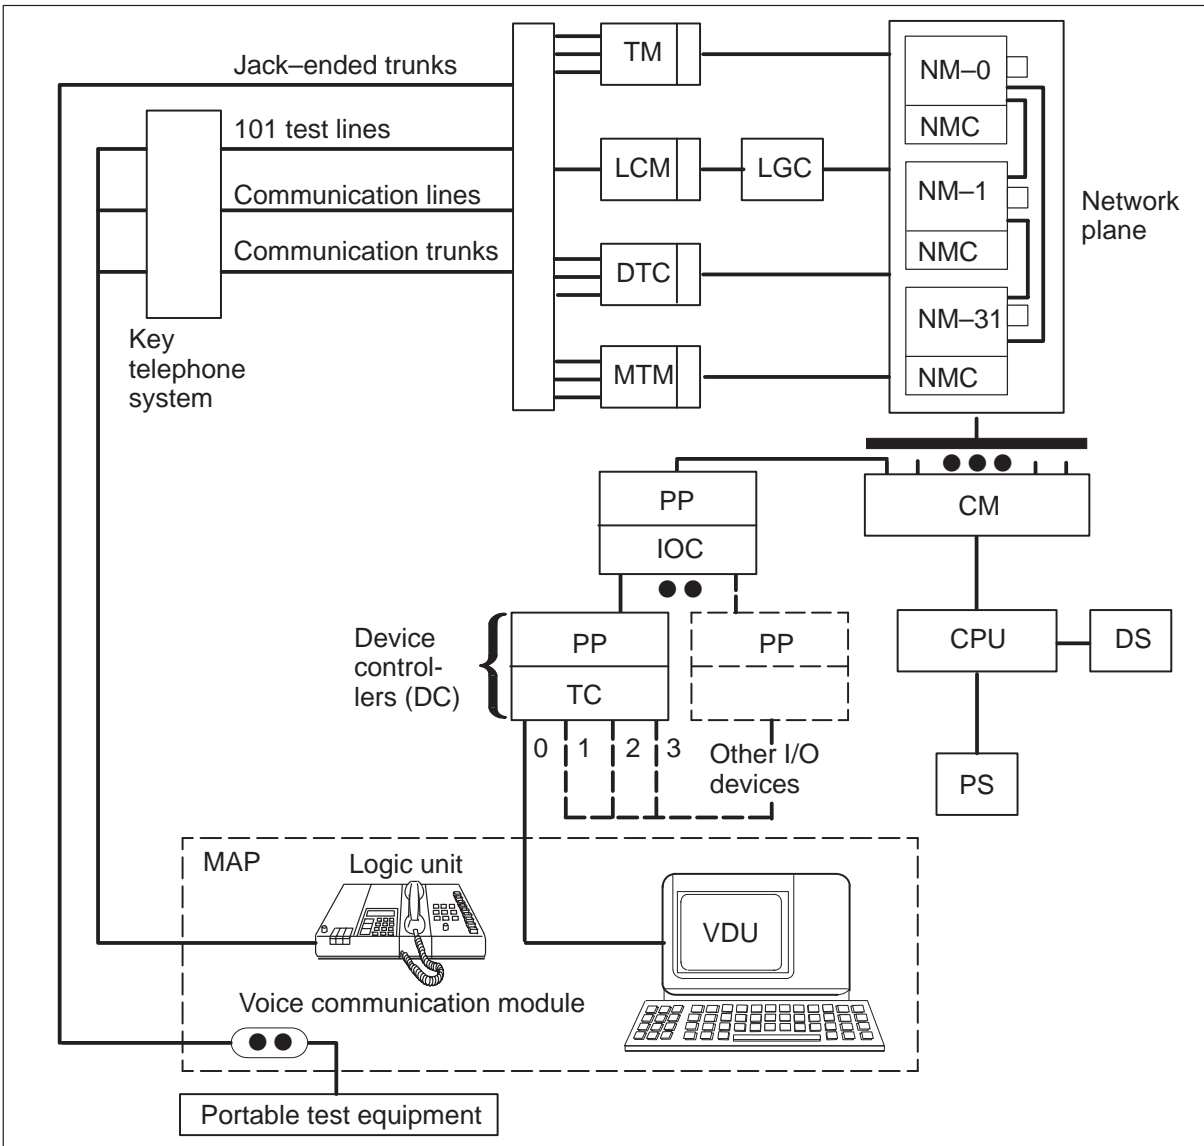 Jack–ended trunks
101 test lines
Communication lines
Communication trunks
Key
telephone
system
TM
LCM
LGC
DTC
MTM
NM–0
NMC
NM–1
NMC
NM–31
NMC
Network
plane
PP
IOC
CM
Device
control-
lers (DC)
PP
TC
PP
CPU
DS
0
1
2
3
Other I/O
devices
PS
MAP
Logic unit
VDU
Voice communication module
Portable test equipment